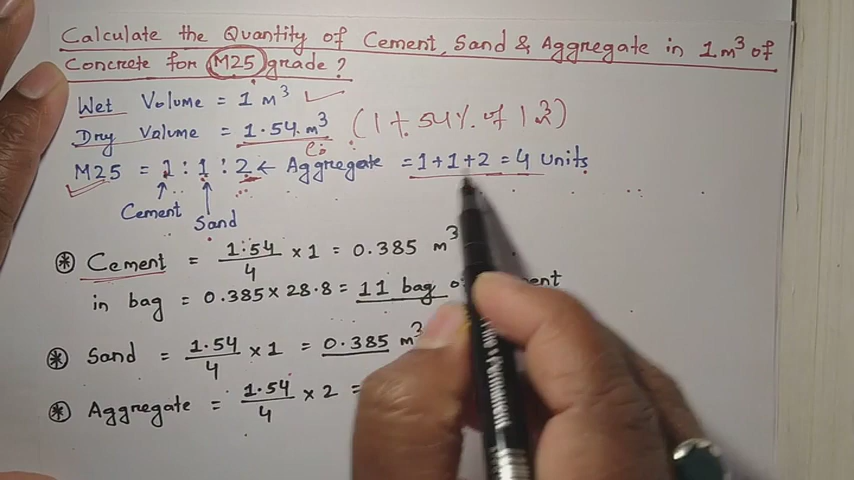 Calculate the Quantity of Cement, Sand & Aggregate in 1m³ of
Concrete for M25 grade?
Wet Volume = 1 m³ ✓
Dry Volume = 1.54 m³ (1 + 54% of 1
M25 = 1 : 1 : 2 ← Aggregate = 1+1+2 = 4 Units
Cement
Sand
* Cement = 1.54/4 × 1 = 0.385 m³
in bag = 0.385 × 28.8 = 11 bag
* Sand = 1.54/4 × 1 = 0.385 m³
* Aggregate = 1.54/4 × 2 =